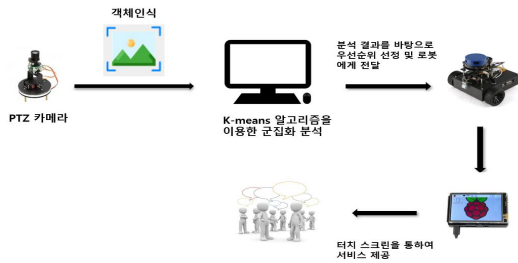 객체인식
PTZ 카메라
K-means 알고리즘을
이용한 군집화 분석
분석 결과를 바탕으로
우선순위 선정 및 로봇
에게 전달
터치 스크린을 통하여
서비스 제공